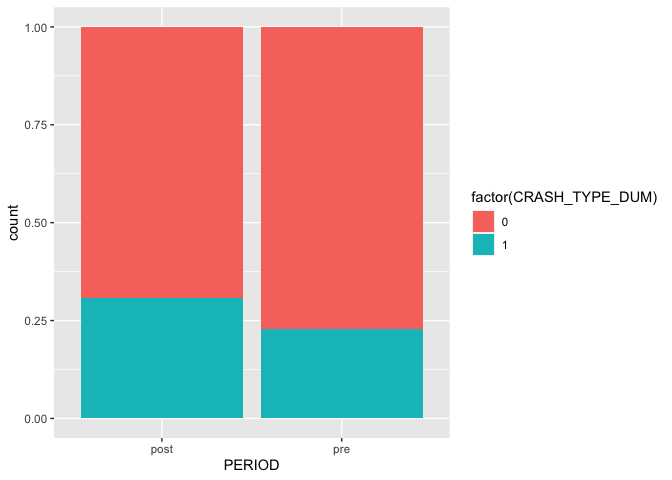 1.00
0.75
0.50
0.25
0.00
count
post
pre
PERIOD
factor(CRASH_TYPE_DUM)
0
1